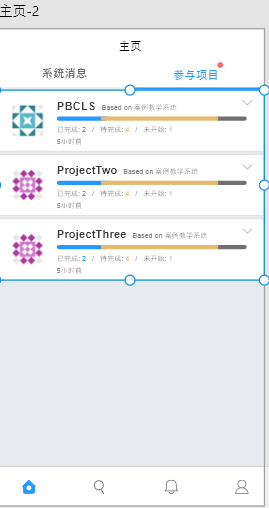 主页-2
主页
系统消息 参与项目
PBCLS Based on 案例教学系统
已完成: 2 / 待完成: 4 / 未开始: 1
5小时前
ProjectTwo Based on 案例教学系统
已完成: 2 / 待完成: 4 / 未开始: 1
5小时前
ProjectThree Based on 案例教学系统
已完成: 2 / 待完成: 4 / 未开始: 1
5小时前